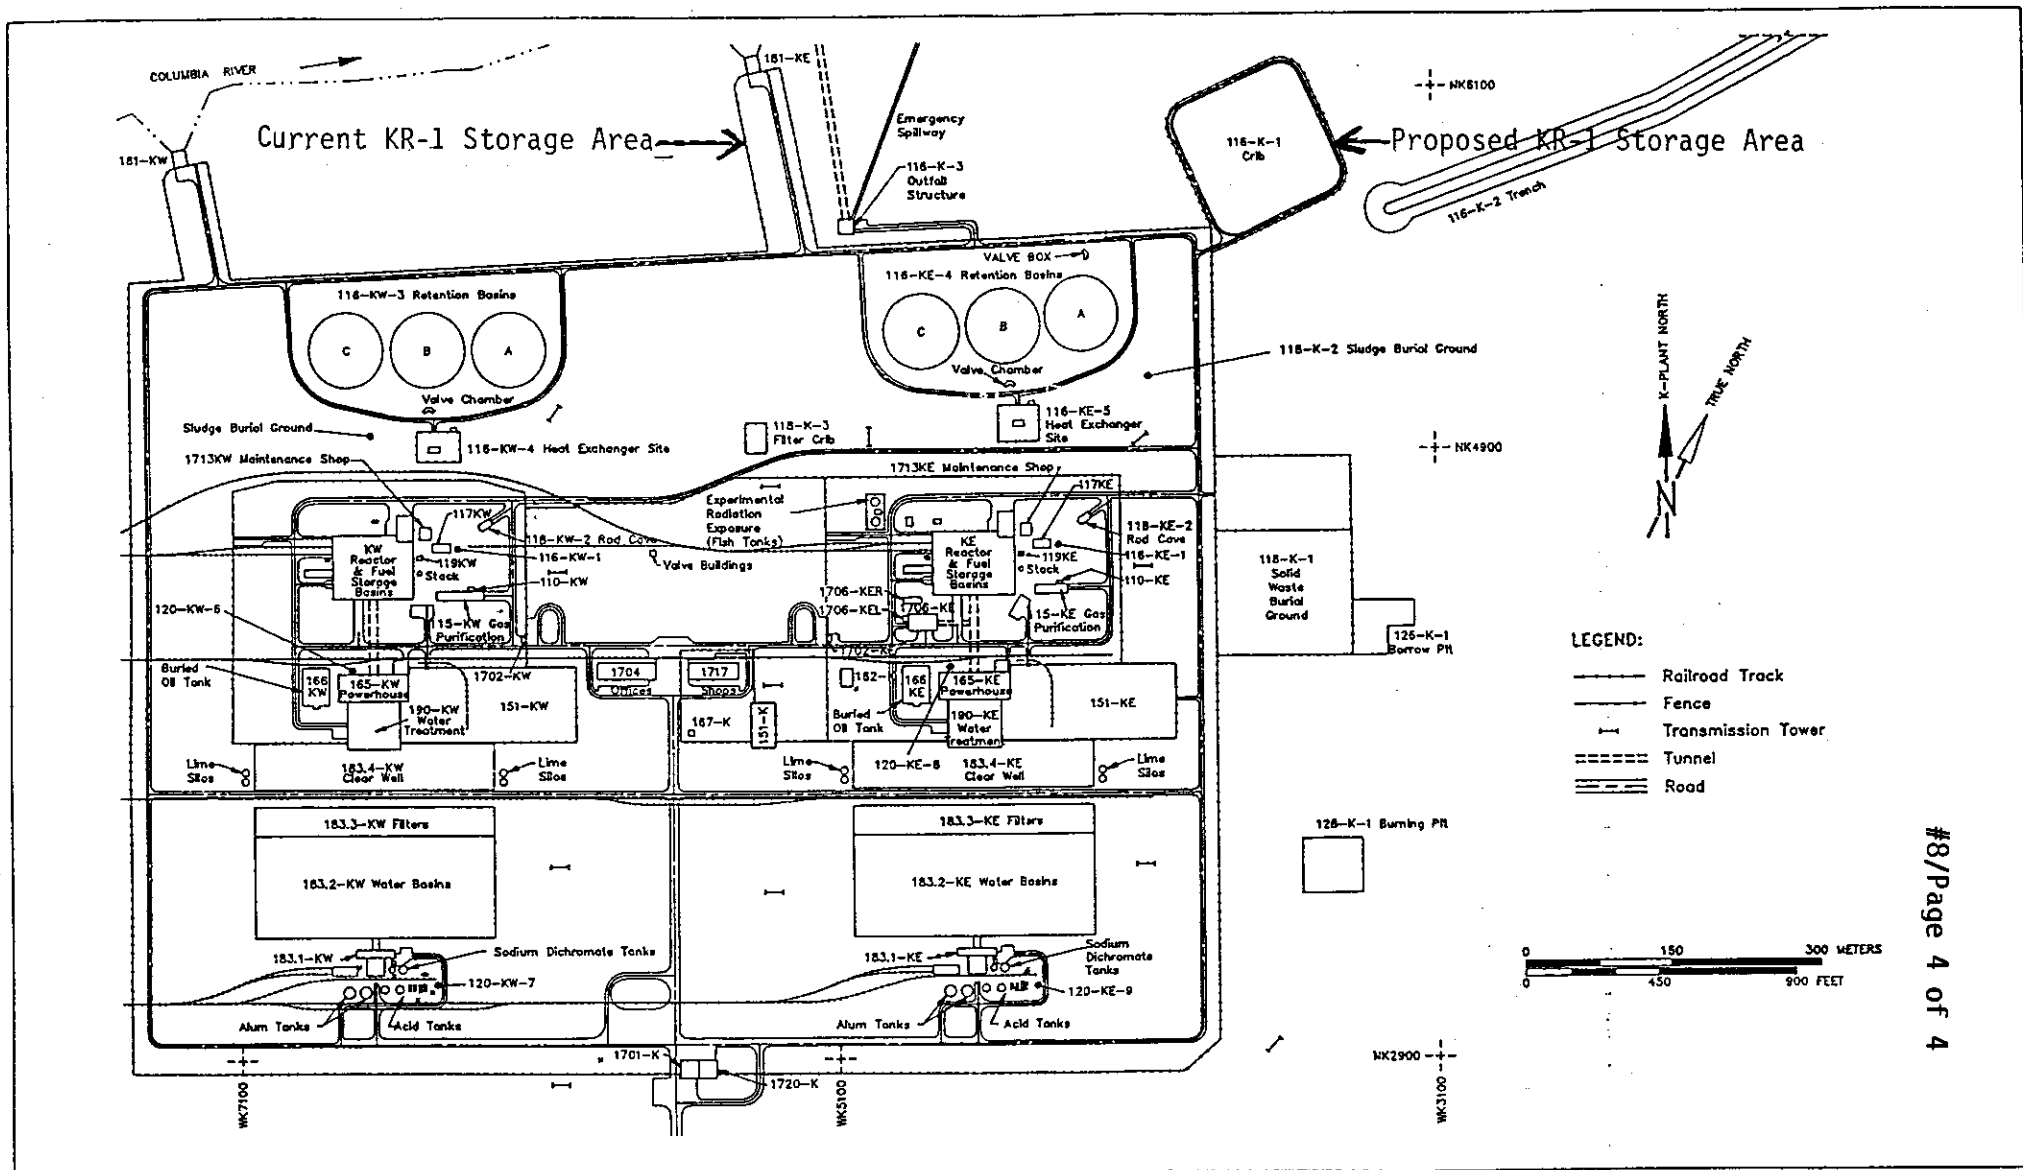 COLUMBIA RIVER
181-KW
Current KR-1 Storage Area
181-KE
Emergency
Spillway
116-K-3
Outfall
Structure
116-K-1
Crib
Proposed KR-1 Storage Area
NK6100
116-K-2 Trench
116-KW-3 Retention Basins
C
B
A
Valve Chamber
VALVE BOX
116-KE-4 Retention Basins
C
B
A
Valve Chamber
118-K-2 Sludge Burial Ground
K-PLANT NORTH
TRUE NORTH
N
NK4900
Sludge Burial Ground
116-KW-4 Heat Exchanger Site
118-K-3
Filter Crib
116-KE-5
Heat Exchanger
Site
1713KW Maintenance Shop
1713KE Maintenance Shop
117KW
118-KW-2 Rod Cave
KW
Reactor
& Fuel
Storage
Basins
119KW
Stack
116-KW-1
110-KW
115-KW Gas
Purification
Experimental
Radiation
Exposure
(Fish Tanks)
Valve Buildings
117KE
118-KE-2
Rod Cave
KE
Reactor
& Fuel
Storage
Basins
119KE
Stack
116-KE-1
110-KE
1706-KER
1706-KEL
1706-KE
15-KE Gas
Purification
118-K-1
Solid
Waste
Burial
Ground
126-K-1
Borrow Pit
120-KW-6
Buried
Oil Tank
166
KW
165-KW
Powerhouse
190-KW
Water
Treatment
1702-KW
151-KW
1704
Offices
1717
Shops
167-K
151-K
1702-KE
162-
Buried
Oil Tank
166
KE
165-KE
Powerhouse
190-KE
Water
Treatment
151-KE
Lime
Silos
183.4-KW
Clear Well
Lime
Silos
Lime
Silos
120-KE-6
183.4-KE
Clear Well
Lime
Silos
183.3-KW Filters
183.2-KW Water Basins
183.3-KE Filters
183.2-KE Water Basins
128-K-1 Burning Pit
183.1-KW
Sodium Dichromate Tanks
120-KW-7
Alum Tanks
Acid Tanks
183.1-KE
Sodium
Dichromate
Tanks
120-KE-9
Alum Tanks
Acid Tanks
1701-K
1720-K
WK7100
WK5100
NK2900
WK3100
LEGEND:
Railroad Track
Fence
Transmission Tower
Tunnel
Road
0 150 300 METERS
0 450 900 FEET
#8/Page 4 of 4